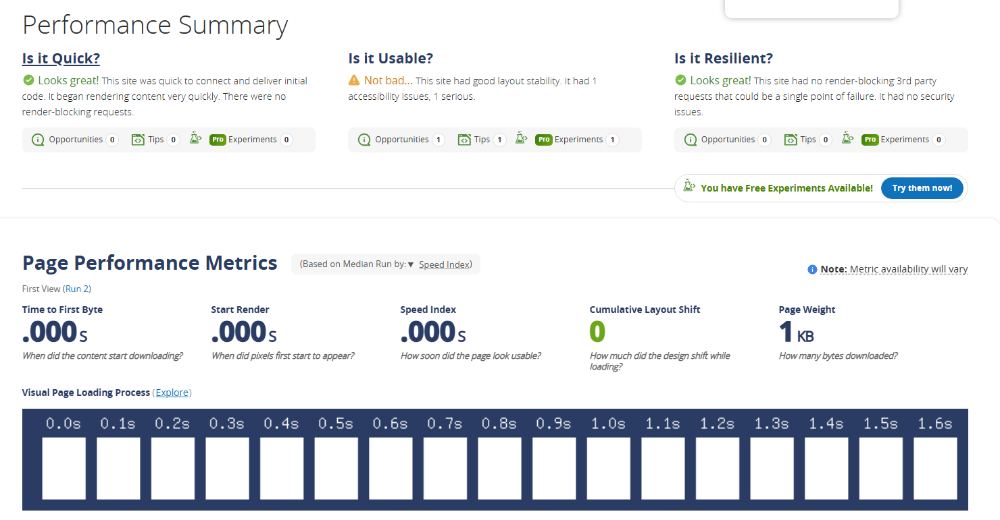 Performance Summary
Is it Quick?
Looks great! This site was quick to connect and deliver initial
code. It began rendering content very quickly. There were no
render-blocking requests.
Opportunities 0 Tips 0 Pro Experiments 0
Is it Usable?
Not bad... This site had good layout stability. It had 1
accessibility issues, 1 serious.
Opportunities 1 Tips 1 Pro Experiments 1
Is it Resilient?
Looks great! This site had no render-blocking 3rd party
requests that could be a single point of failure. It had no security
issues.
Opportunities 0 Tips 0 Pro Experiments 0
You have Free Experiments Available! Try them now!
Page Performance Metrics (Based on Median Run by:▼ Speed Index)
Note: Metric availability will vary
First View (Run 2)
Time to First Byte
.000 s
When did the content start downloading?
Start Render
.000 s
When did pixels first start to appear?
Speed Index
.000 s
How soon did the page look usable?
Cumulative Layout Shift
0
How much did the design shift while
loading?
Page Weight
1 KB
How many bytes downloaded?
Visual Page Loading Process (Explore)
0.0s 0.1s 0.2s 0.3s 0.4s 0.5s 0.6s 0.7s 0.8s 0.9s 1.0s 1.1s 1.2s 1.3s 1.4s 1.5s 1.6s